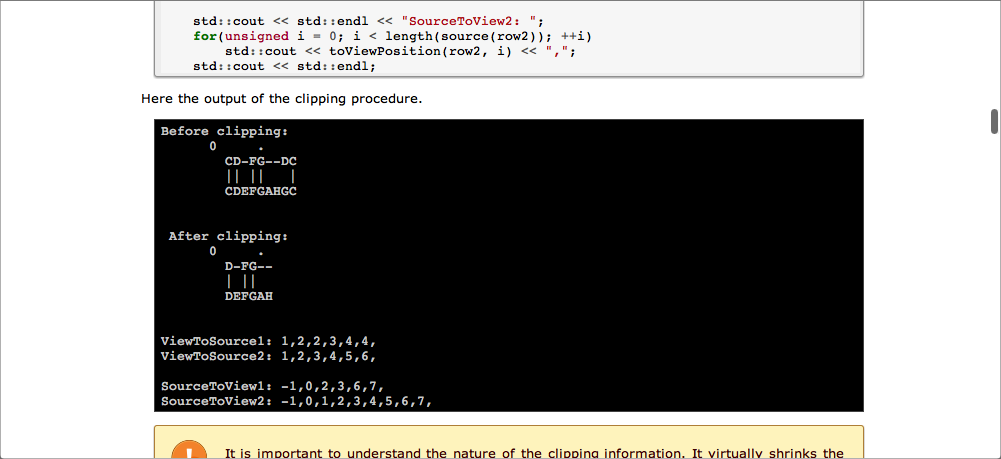 std::cout << std::endl << "SourceToView2: ";
for(unsigned i = 0; i < length(source(row2)); ++i)
    std::cout << toViewPosition(row2, i) << ",";
std::cout << std::endl;
Here the output of the clipping procedure.
Before clipping:
      0     .
        CD-FG--DC
        || ||   |
        CDEFGAHGC
 After clipping:
      0     .
        D-FG--
        | ||
        DEFGAH
ViewToSource1: 1,2,2,3,4,4,
ViewToSource2: 1,2,3,4,5,6,
SourceToView1: -1,0,2,3,6,7,
SourceToView2: -1,0,1,2,3,4,5,6,7,
! It is important to understand the nature of the clipping information. It virtually shrinks the